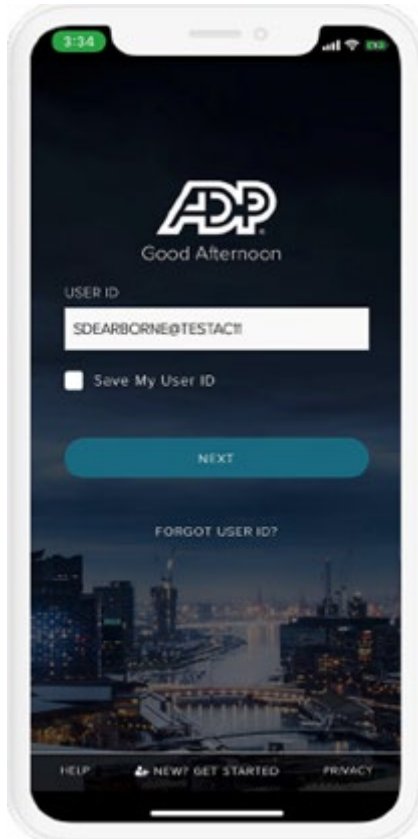 3:34
ADP
Good Afternoon
USER ID
SDEARBORNE@TESTAC11
Save My User ID
NEXT
FORGOT USER ID?
HELP
NEW? GET STARTED
PRIVACY